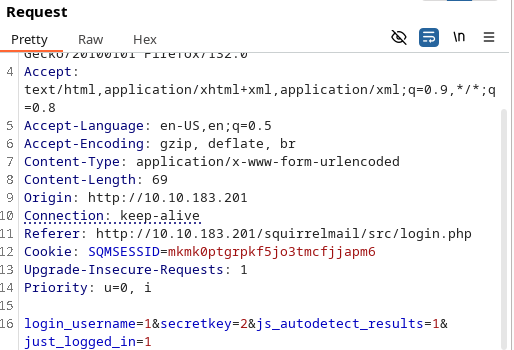 Request
Pretty Raw Hex
\n
Gecko/20100101 Firefox/132.0
4 Accept:
text/html,application/xhtml+xml,application/xml;q=0.9,*/*;q
=0.8
5 Accept-Language: en-US,en;q=0.5
6 Accept-Encoding: gzip, deflate, br
7 Content-Type: application/x-www-form-urlencoded
8 Content-Length: 69
9 Origin: http://10.10.183.201
10 Connection: keep-alive
11 Referer: http://10.10.183.201/squirrelmail/src/login.php
12 Cookie: SQMSESSID=mkmk0ptgrpkf5jo3tmcfjjapm6
13 Upgrade-Insecure-Requests: 1
14 Priority: u=0, i
15
16 login_username=1&secretkey=2&js_autodetect_results=1&
just_logged_in=1